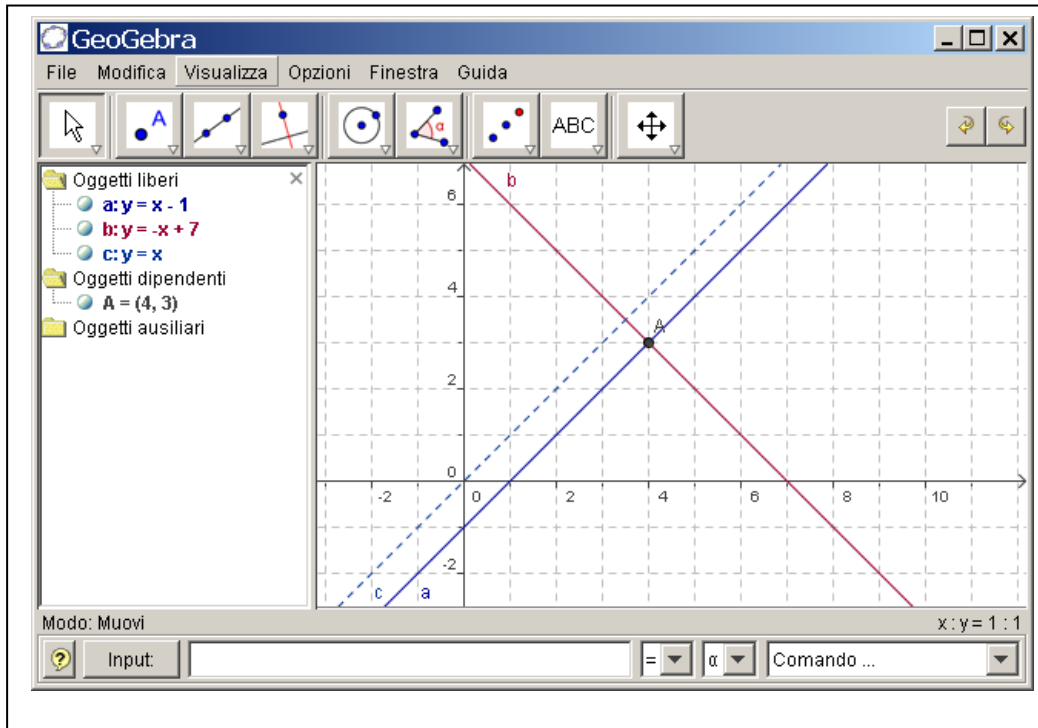 GeoGebra
File Modifica Visualizza Opzioni Finestra Guida
A α ABC
Oggetti liberi
a: y = x - 1
b: y = -x + 7
c: y = x
Oggetti dipendenti
A = (4, 3)
Oggetti ausiliari
b
6
4
A
2
0
-2 0 2 4 6 8 10
-2
c a
Modo: Muovi x : y = 1 : 1
Input: = α Comando ...